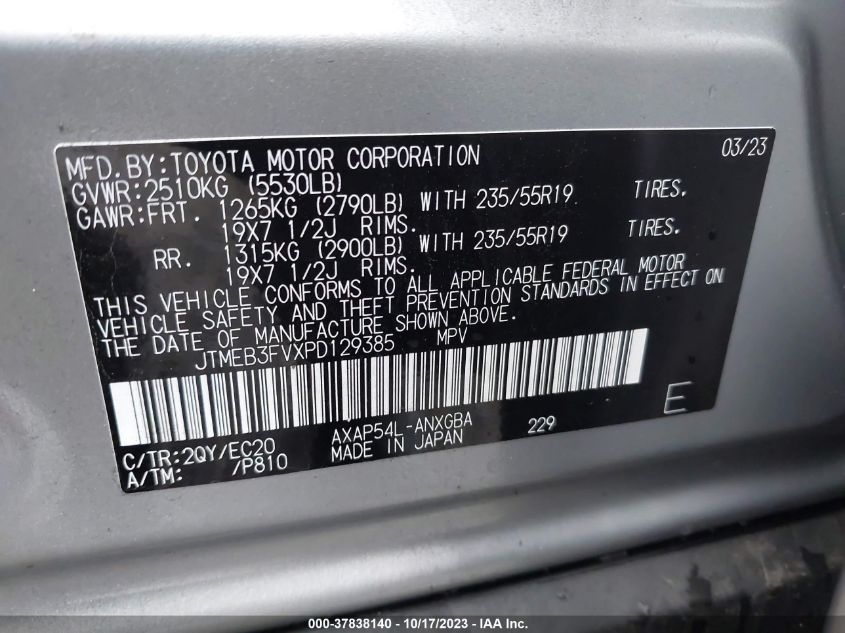 MFD.BY:TOYOTA MOTOR CORPORATION 03/23
GVWR:2510KG (5530LB)
GAWR:FRT. 1265KG (2790LB) WITH 235/55R19 TIRES.
19X7 1/2J RIMS.
RR. 1315KG (2900LB) WITH 235/55R19 TIRES.
19X7 1/2J RIMS.
THIS VEHICLE CONFORMS TO ALL APPLICABLE FEDERAL MOTOR
VEHICLE SAFETY AND THEFT PREVENTION STANDARDS IN EFFECT ON
THE DATE OF MANUFACTURE SHOWN ABOVE.
JTMEB3FVXPD129385 MPV
E
C/TR:2QY/EC20 AXAP54L-ANXGBA 229
A/TM: /P810 MADE IN JAPAN
000-37838140 - 10/17/2023 - IAA Inc.